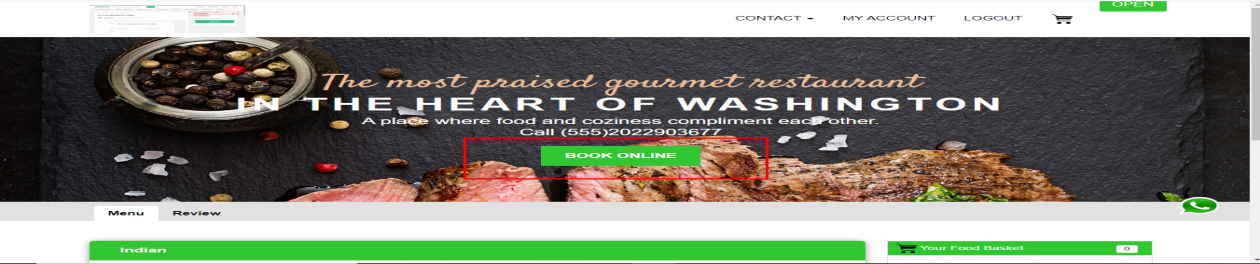 OPEN
CONTACT MY ACCOUNT LOGOUT
The most praised gourmet restaurant
IN THE HEART OF WASHINGTON
A place where food and coziness compliment each other.
Call (555)2022903677
BOOK ONLINE
Menu Review
Indian
Your Food Basket 0